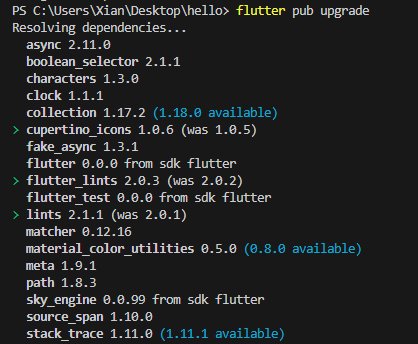 PS C:\Users\Xian\Desktop\hello> flutter pub upgrade
Resolving dependencies...
async 2.11.0
boolean_selector 2.1.1
characters 1.3.0
clock 1.1.1
collection 1.17.2 (1.18.0 available)
> cupertino_icons 1.0.6 (was 1.0.5)
fake_async 1.3.1
flutter 0.0.0 from sdk flutter
> flutter_lints 2.0.3 (was 2.0.2)
flutter_test 0.0.0 from sdk flutter
> lints 2.1.1 (was 2.0.1)
matcher 0.12.16
material_color_utilities 0.5.0 (0.8.0 available)
meta 1.9.1
path 1.8.3
sky_engine 0.0.99 from sdk flutter
source_span 1.10.0
stack_trace 1.11.0 (1.11.1 available)